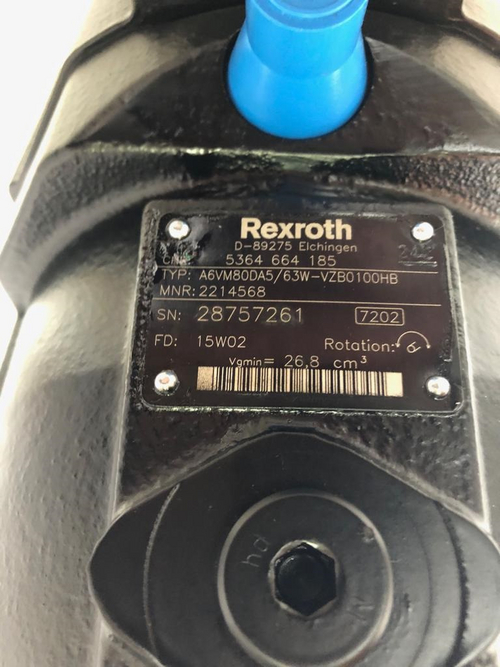 Rexroth
D-89275 Elchingen
5364 664 185
TYP: A6VM80DA5/63W-VZB0100HB
MNR: 2214568
SN: 28757261 7202
FD: 15W02 Rotation:
Vgmin= 26,8 cm³